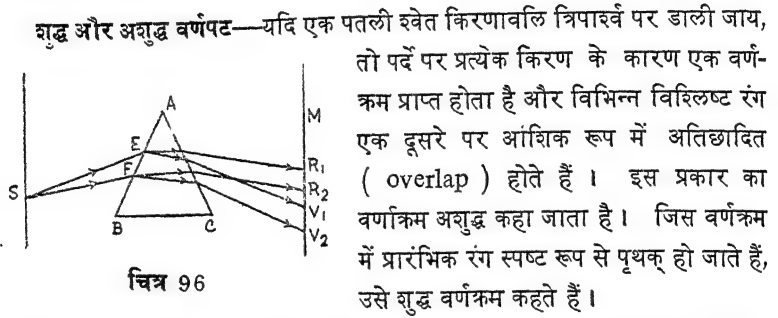 शुद्ध और अशुद्ध वर्णपट—यदि एक पतली श्वेत किरणावलि त्रिपार्श्व पर डाली जाय,
तो पर्दे पर प्रत्येक किरण के कारण एक वर्ण-
क्रम प्राप्त होता है और विभिन्न विश्लिष्ट रंग
एक दूसरे पर आंशिक रूप में अतिछादित
( overlap ) होते हैं । इस प्रकार का
वर्णाक्रम अशुद्ध कहा जाता है । जिस वर्णक्रम
में प्रारंभिक रंग स्पष्ट रूप से पृथक् हो जाते हैं,
उसे शुद्ध वर्णक्रम कहते हैं ।
A
M
E
F
R1
S
R2
V1
B
C
V2
चित्र 96